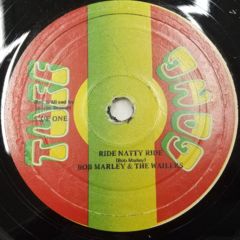 TUFF
GONG
SIDE ONE
RIDE NATTY RIDE
(Bob Marley)
BOB MARLEY & THE WAILERS